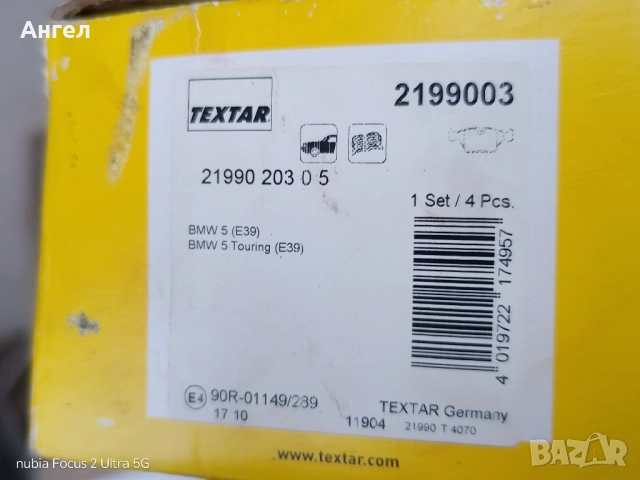 Ангел
TEXTAR
2199003
21990 203 0 5
1 Set / 4 Pcs.
BMW 5 (E39)
BMW 5 Touring (E39)
4 019722 174957
E4 90R-01149/289
17 10
11904
TEXTAR Germany
21990 T 4070
www.textar.com
nubia Focus 2 Ultra 5G
BAZAR
bg